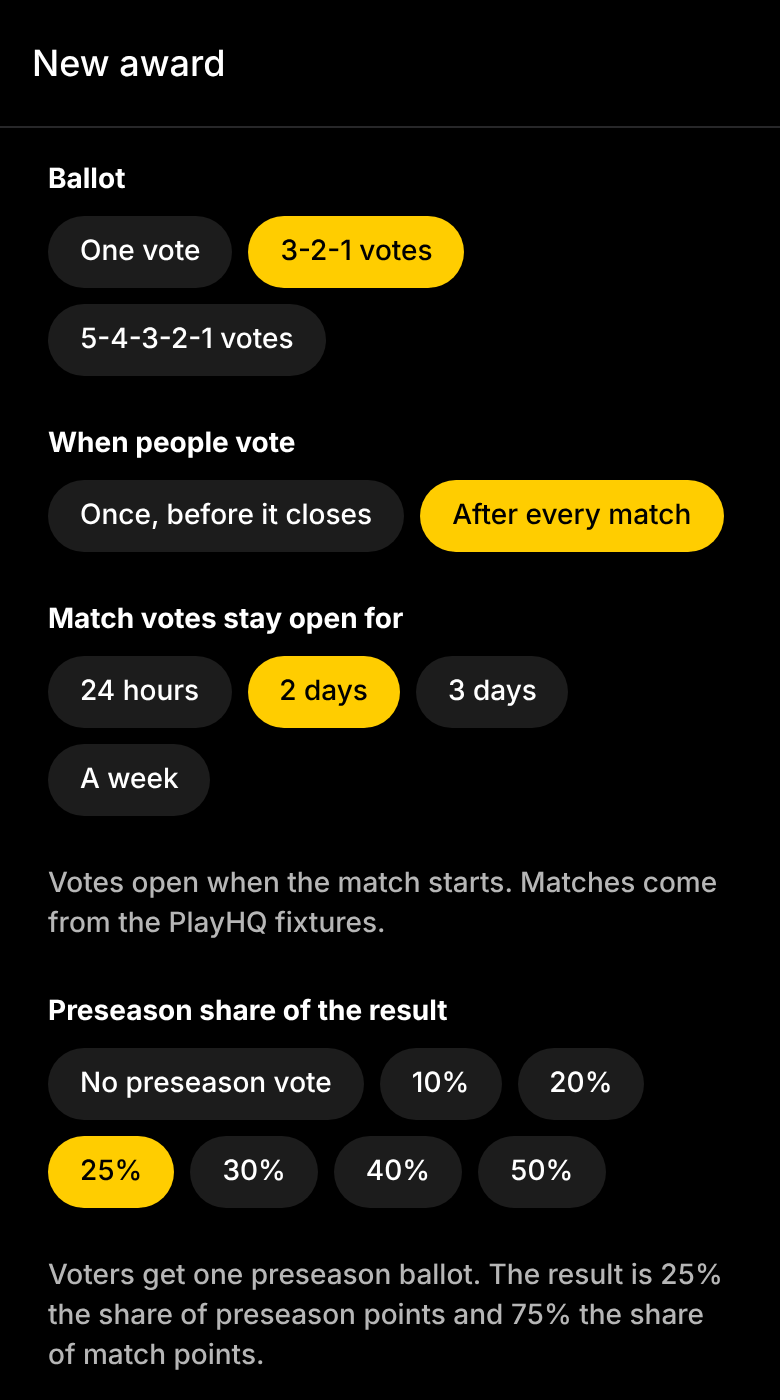 New award
Ballot
One vote
3-2-1 votes
5-4-3-2-1 votes
When people vote
Once, before it closes
After every match
Match votes stay open for
24 hours
2 days
3 days
A week
Votes open when the match starts. Matches come
from the PlayHQ fixtures.
Preseason share of the result
No preseason vote
10%
20%
25%
30%
40%
50%
Voters get one preseason ballot. The result is 25%
the share of preseason points and 75% the share
of match points.